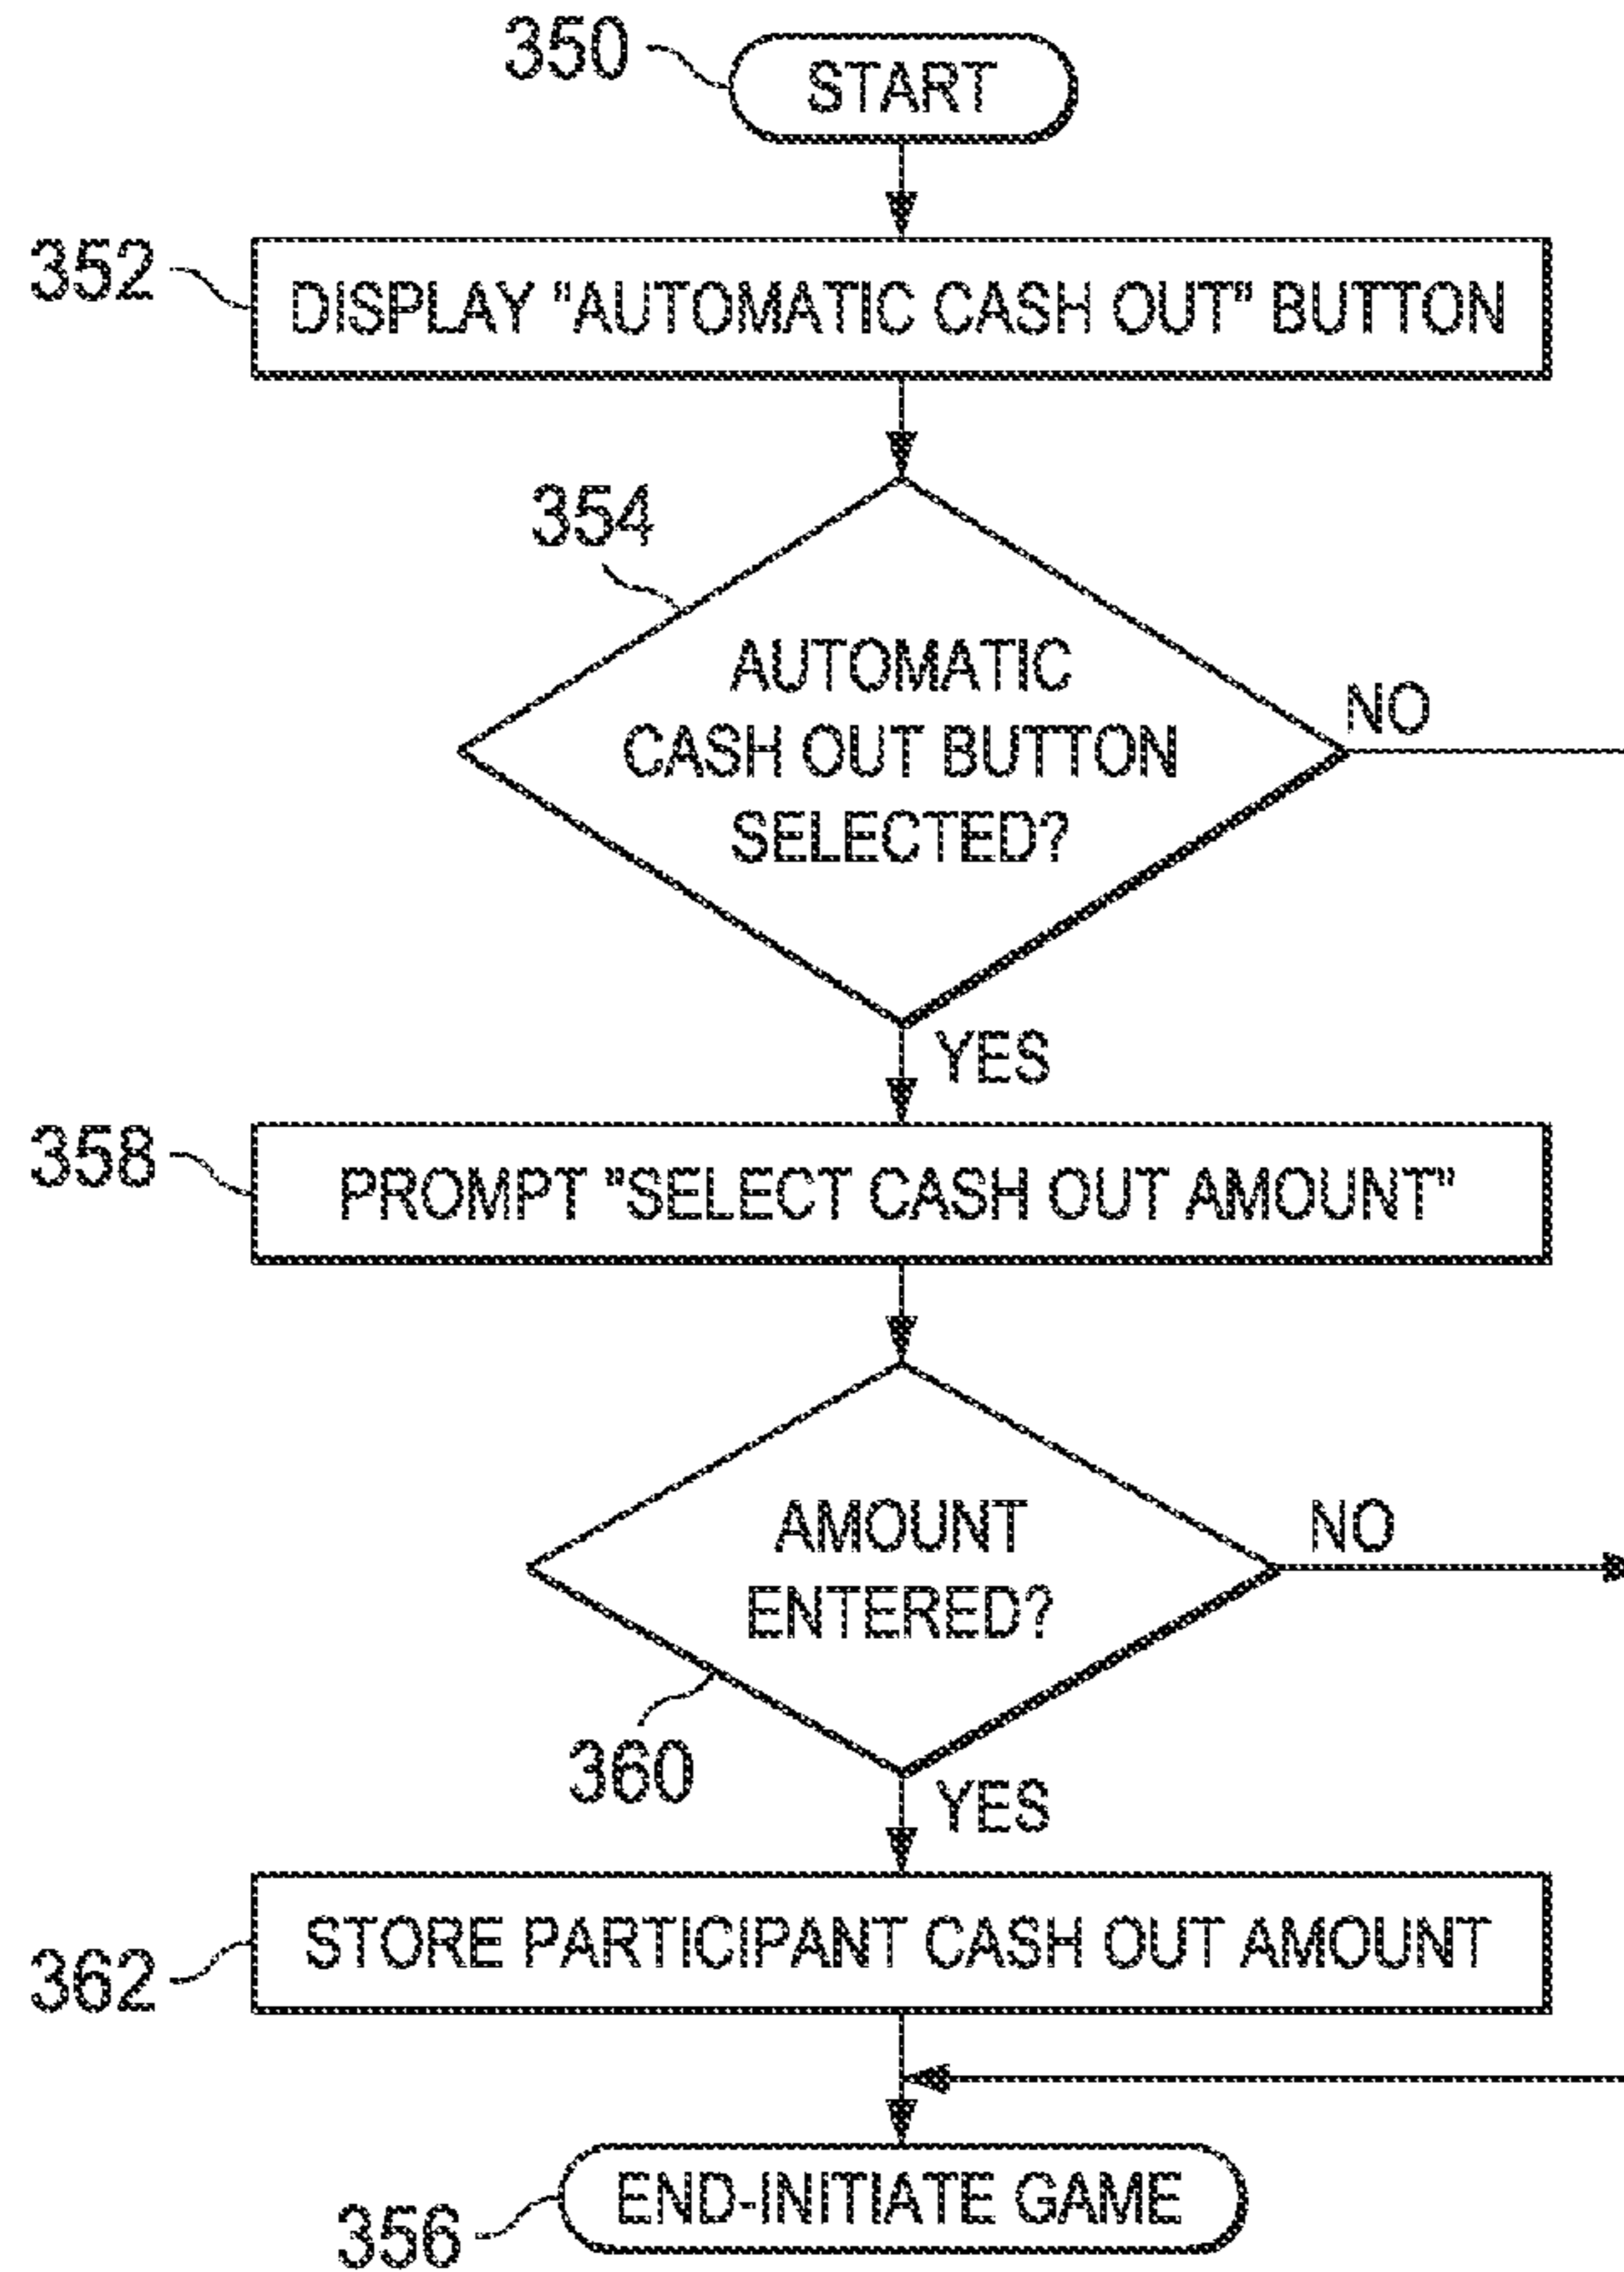 350
START
352
DISPLAY "AUTOMATIC CASH OUT" BUTTON
354
AUTOMATIC
CASH OUT BUTTON
SELECTED?
NO
YES
358
PROMPT "SELECT CASH OUT AMOUNT"
AMOUNT
ENTERED?
NO
360
YES
STORE PARTICIPANT CASH OUT AMOUNT
362
END-INITIATE GAME
356